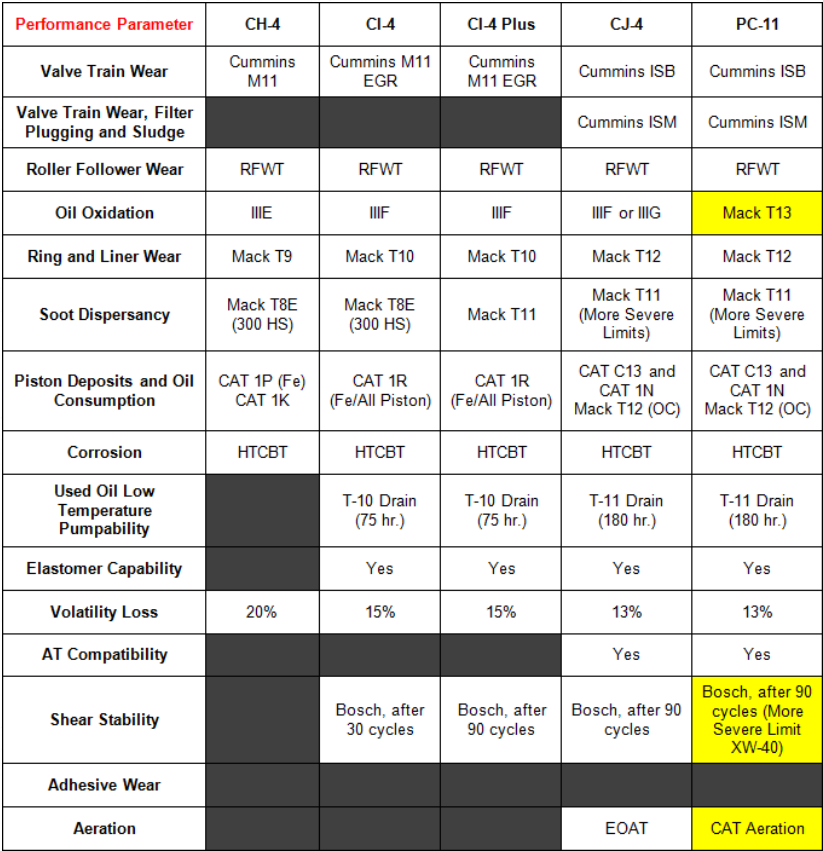 Performance Parameter CH-4 CI-4 CI-4 Plus CJ-4 PC-11
Valve Train Wear Cummins M11 Cummins M11 EGR Cummins M11 EGR Cummins ISB Cummins ISB
Valve Train Wear, Filter Plugging and Sludge Cummins ISM Cummins ISM
Roller Follower Wear RFWT RFWT RFWT RFWT RFWT
Oil Oxidation IIIE IIIF IIIF IIIF or IIIG Mack T13
Ring and Liner Wear Mack T9 Mack T10 Mack T10 Mack T12 Mack T12
Soot Dispersancy Mack T8E (300 HS) Mack T8E (300 HS) Mack T11 Mack T11 (More Severe Limits) Mack T11 (More Severe Limits)
Piston Deposits and Oil Consumption CAT 1P (Fe) CAT 1K CAT 1R (Fe/All Piston) CAT 1R (Fe/All Piston) CAT C13 and CAT 1N Mack T12 (OC) CAT C13 and CAT 1N Mack T12 (OC)
Corrosion HTCBT HTCBT HTCBT HTCBT HTCBT
Used Oil Low Temperature Pumpability T-10 Drain (75 hr.) T-10 Drain (75 hr.) T-11 Drain (180 hr.) T-11 Drain (180 hr.)
Elastomer Capability Yes Yes Yes Yes
Volatility Loss 20% 15% 15% 13% 13%
AT Compatibility Yes Yes
Shear Stability Bosch, after 30 cycles Bosch, after 90 cycles Bosch, after 90 cycles Bosch, after 90 cycles (More Severe Limit XW-40)
Adhesive Wear
Aeration EOAT CAT Aeration